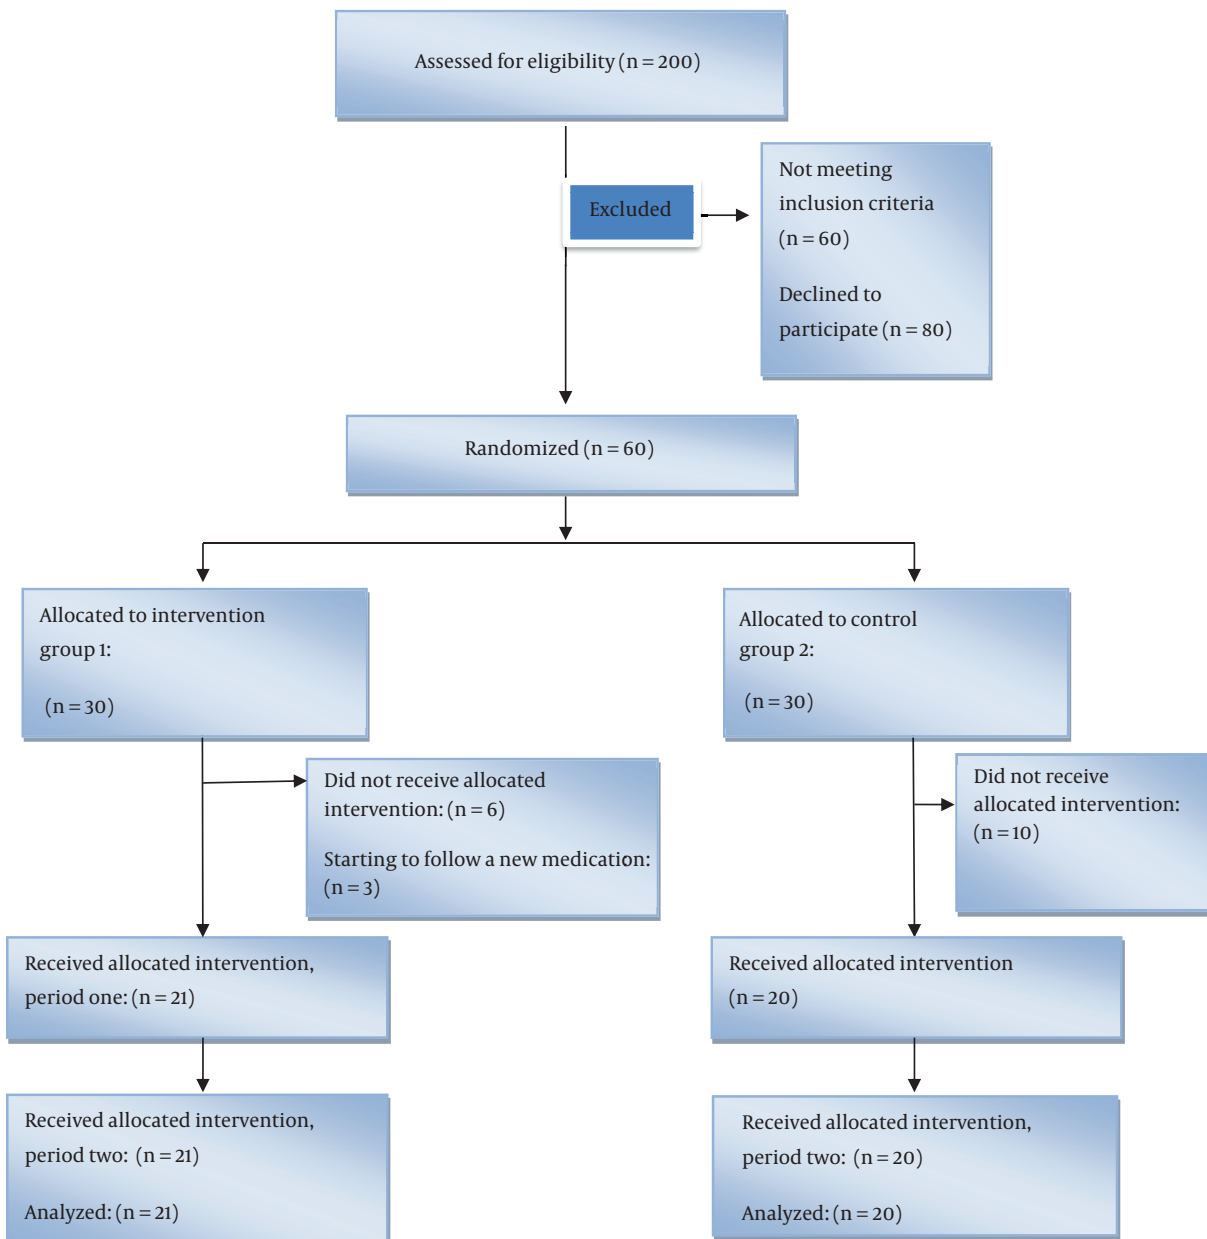 Assessed for eligibility (n = 200)
Excluded
Not meeting
inclusion criteria
(n = 60)
Declined to
participate (n = 80)
Randomized (n = 60)
Allocated to intervention
group 1:
(n = 30)
Allocated to control
group 2:
(n = 30)
Did not receive allocated
intervention: (n = 6)
Starting to follow a new medication:
(n = 3)
Did not receive
allocated intervention:
(n = 10)
Received allocated intervention,
period one: (n = 21)
Received allocated intervention
(n = 20)
Received allocated intervention,
period two: (n = 21)
Analyzed: (n = 21)
Received allocated intervention,
period two: (n = 20)
Analyzed: (n = 20)